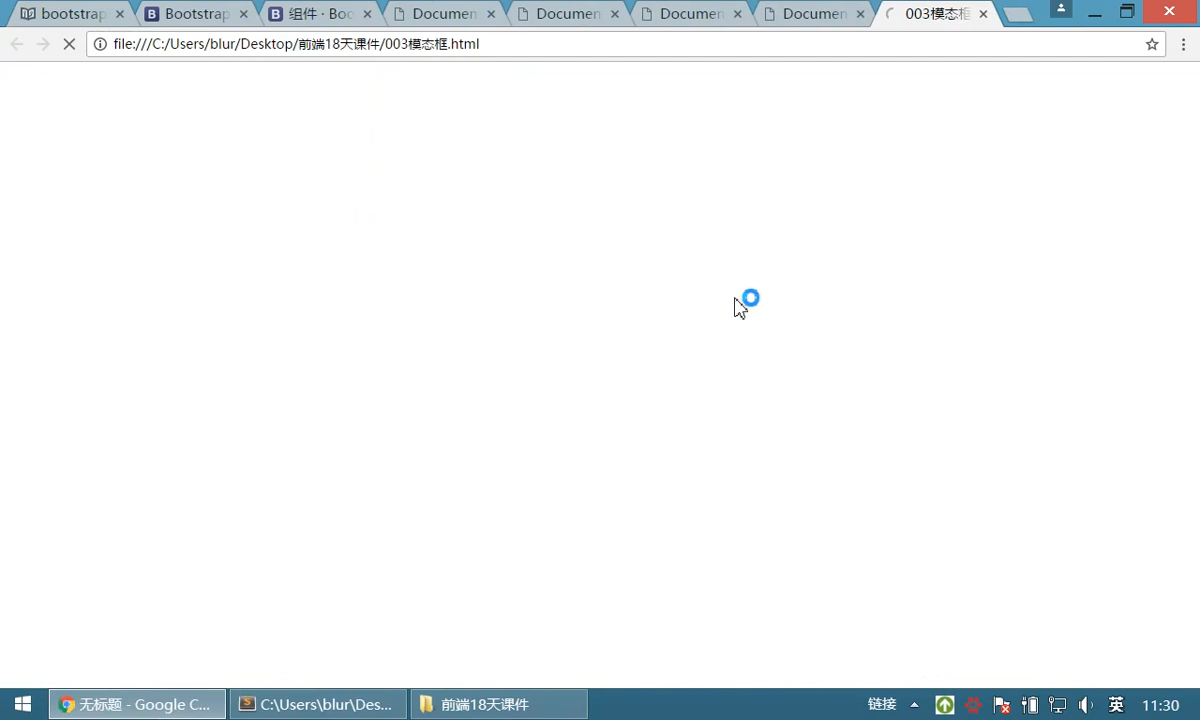 bootstrap
Bootstrap
组件 · Boo
Documen
Documen
Documen
Documen
003模态框
file:///C:/Users/blur/Desktop/前端18天课件/003模态框.html
无标题 - Google C...
C:\Users\blur\Des...
前端18天课件
链接
英
11:30